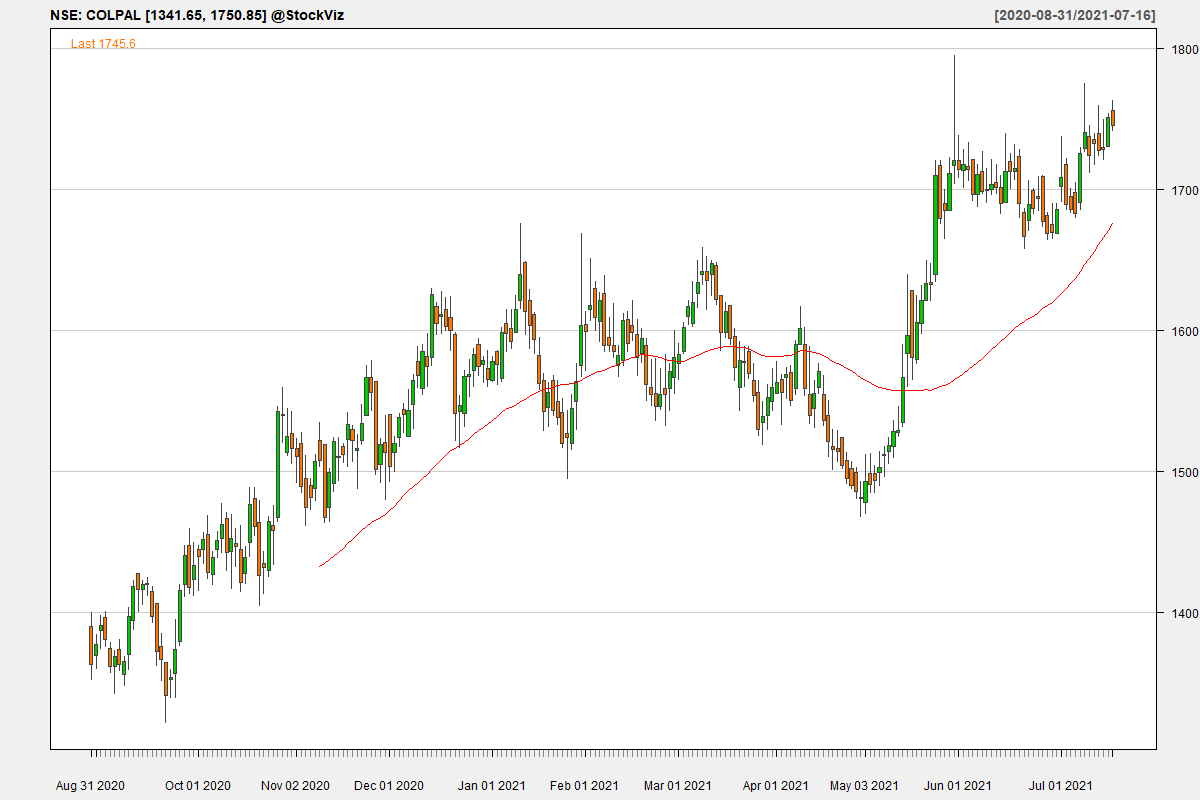 NSE: COLPAL [1341.65, 1750.85] @StockViz
[2020-08-31/2021-07-16]
Last 1745.6
1800
1700
1600
1500
1400
Aug 31 2020
Oct 01 2020
Nov 02 2020
Dec 01 2020
Jan 01 2021
Feb 01 2021
Mar 01 2021
Apr 01 2021
May 03 2021
Jun 01 2021
Jul 01 2021